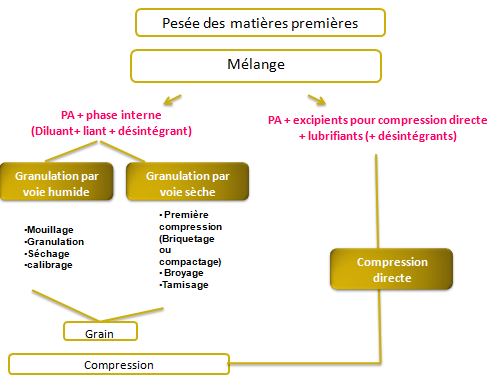 Pesée des matières premières
Mélange
PA + phase interne
(Diluant+ liant + désintégrant)
PA + excipients pour compression directe
+ lubrifiants (+ désintégrants)
Granulation par
voie humide
Granulation par
voie sèche
•Mouillage
•Granulation
•Séchage
•calibrage
• Première
compression
(Briquetage
ou
compactage)
• Broyage
•Tamisage
Compression
directe
Grain
Compression